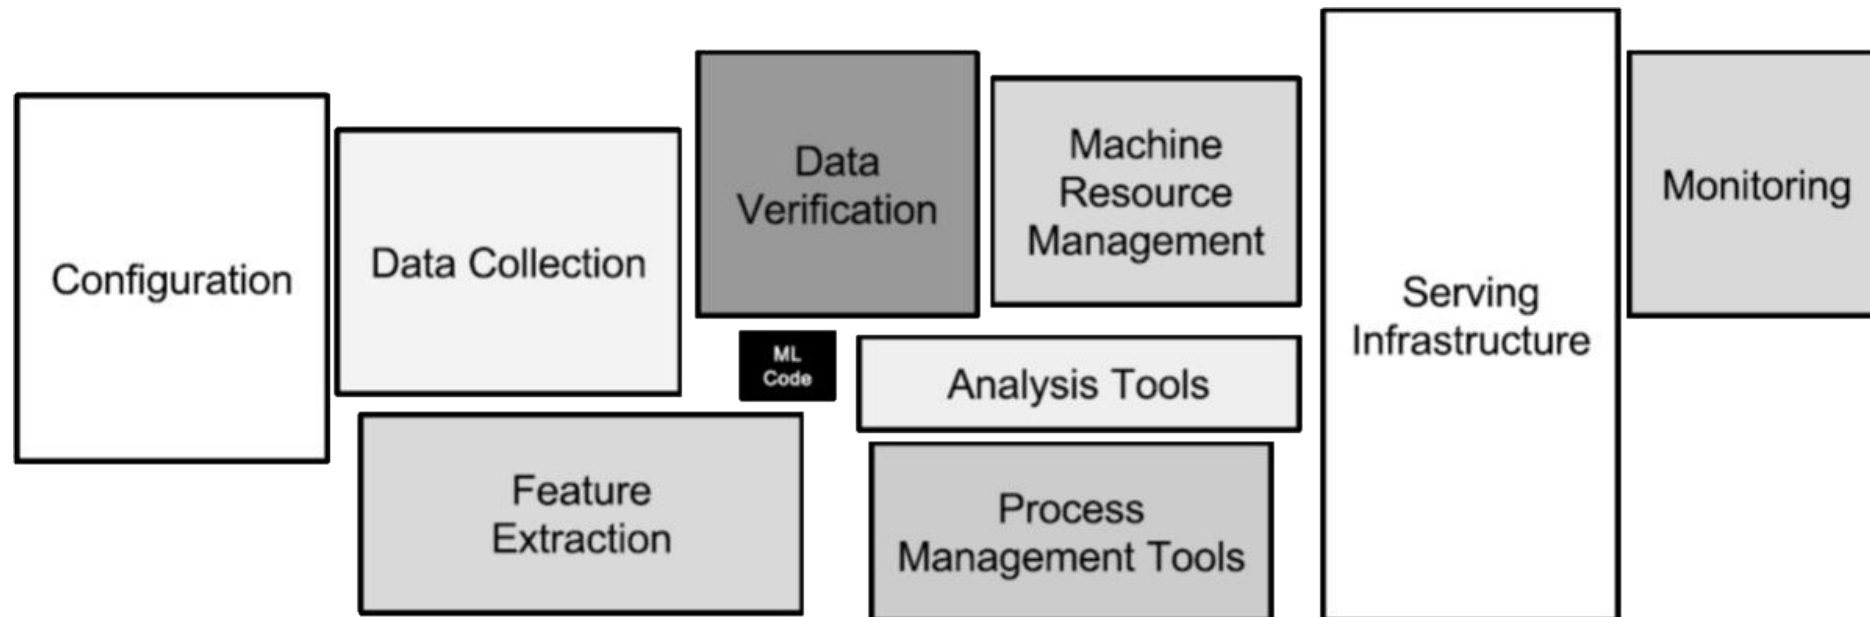 Configuration
Data Collection
Data
Verification
Machine
Resource
Management
Serving
Infrastructure
Monitoring
ML
Code
Analysis Tools
Feature
Extraction
Process
Management Tools